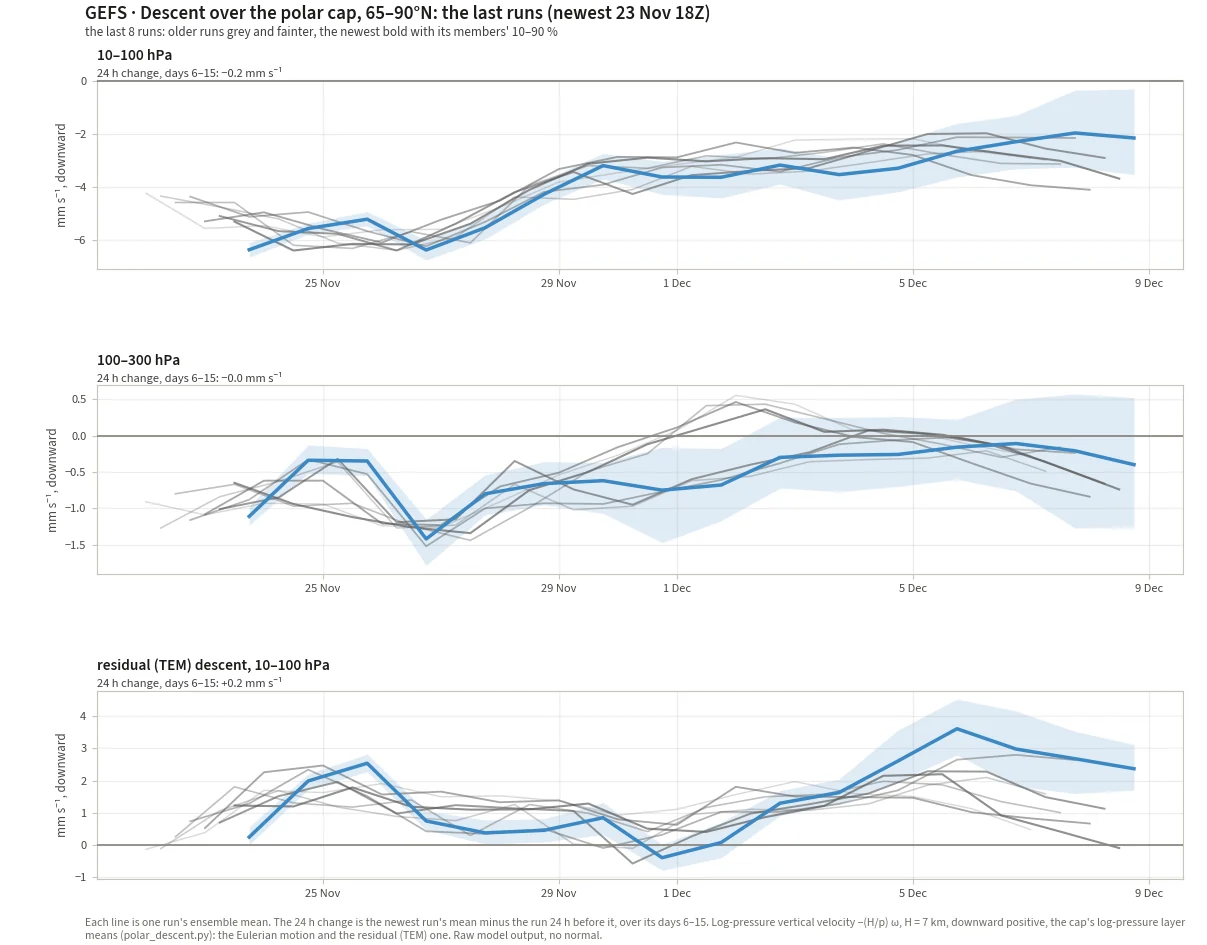 GEFS · Descent over the polar cap, 65–90°N: the last runs (newest 23 Nov 18Z)
the last 8 runs: older runs grey and fainter, the newest bold with its members' 10–90 %
10–100 hPa
24 h change, days 6–15: −0.2 mm s⁻¹
0
−2
−4
−6
mm s⁻¹, downward
25 Nov
29 Nov
1 Dec
5 Dec
9 Dec
100–300 hPa
24 h change, days 6–15: −0.0 mm s⁻¹
0.5
0.0
−0.5
−1.0
−1.5
mm s⁻¹, downward
25 Nov
29 Nov
1 Dec
5 Dec
9 Dec
residual (TEM) descent, 10–100 hPa
24 h change, days 6–15: +0.2 mm s⁻¹
4
3
2
1
0
−1
mm s⁻¹, downward
25 Nov
29 Nov
1 Dec
5 Dec
9 Dec
Each line is one run's ensemble mean. The 24 h change is the newest run's mean minus the run 24 h before it, over its days 6–15. Log-pressure vertical velocity −(H/p) ω, H = 7 km, downward positive, the cap's log-pressure layer
means (polar_descent.py): the Eulerian motion and the residual (TEM) one. Raw model output, no normal.